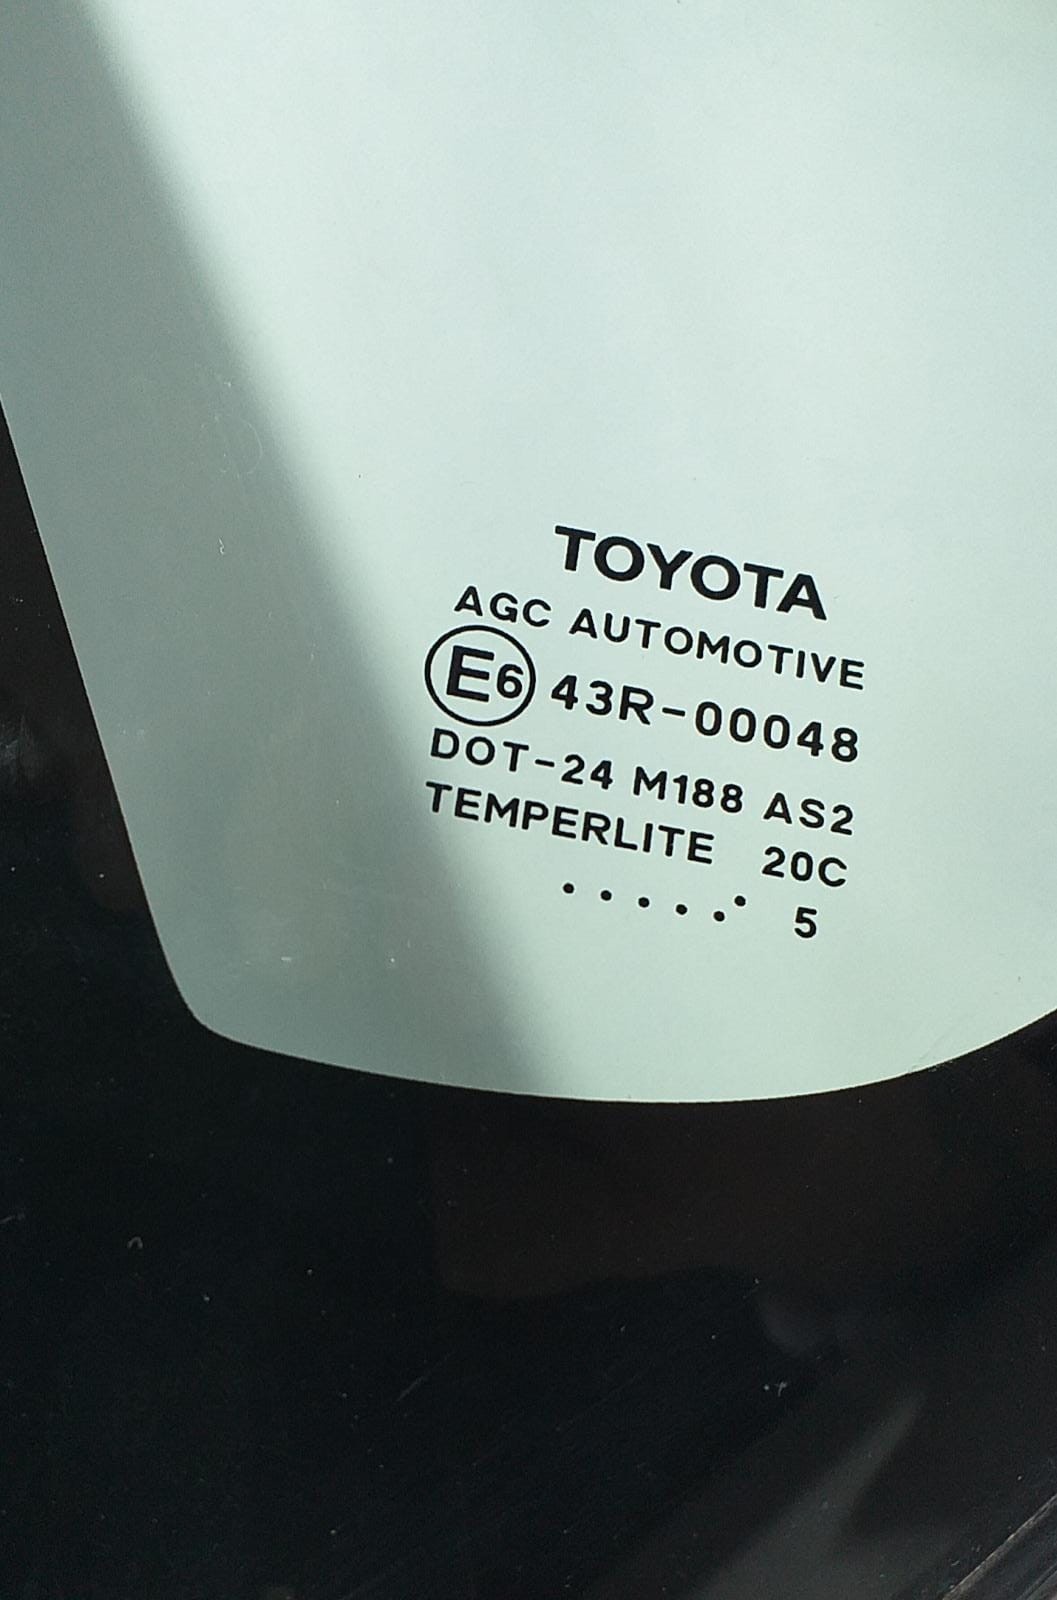 TOYOTA
AGC AUTOMOTIVE
E6 43R-00048
DOT-24 M188 AS2
TEMPERLITE 20C
.....• 5